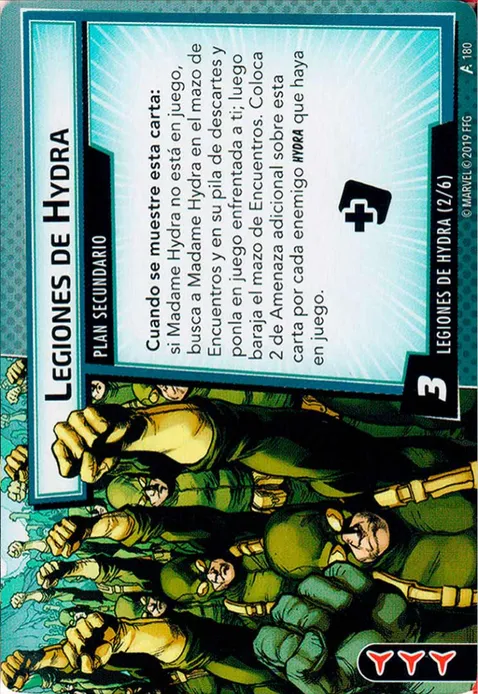 LEGIONES DE HYDRA
PLAN SECUNDARIO
Cuando se muestre esta carta:
si Madame Hydra no está en juego,
busca a Madame Hydra en el mazo de
Encuentros y en su pila de descartes y
ponla en juego enfrentada a ti; luego
baraja el mazo de Encuentros. Coloca
2 de Amenaza adicional sobre esta
carta por cada enemigo HYDRA que haya
en juego.
3
LEGIONES DE HYDRA (2/6)
© MARVEL © 2019 FFG
180